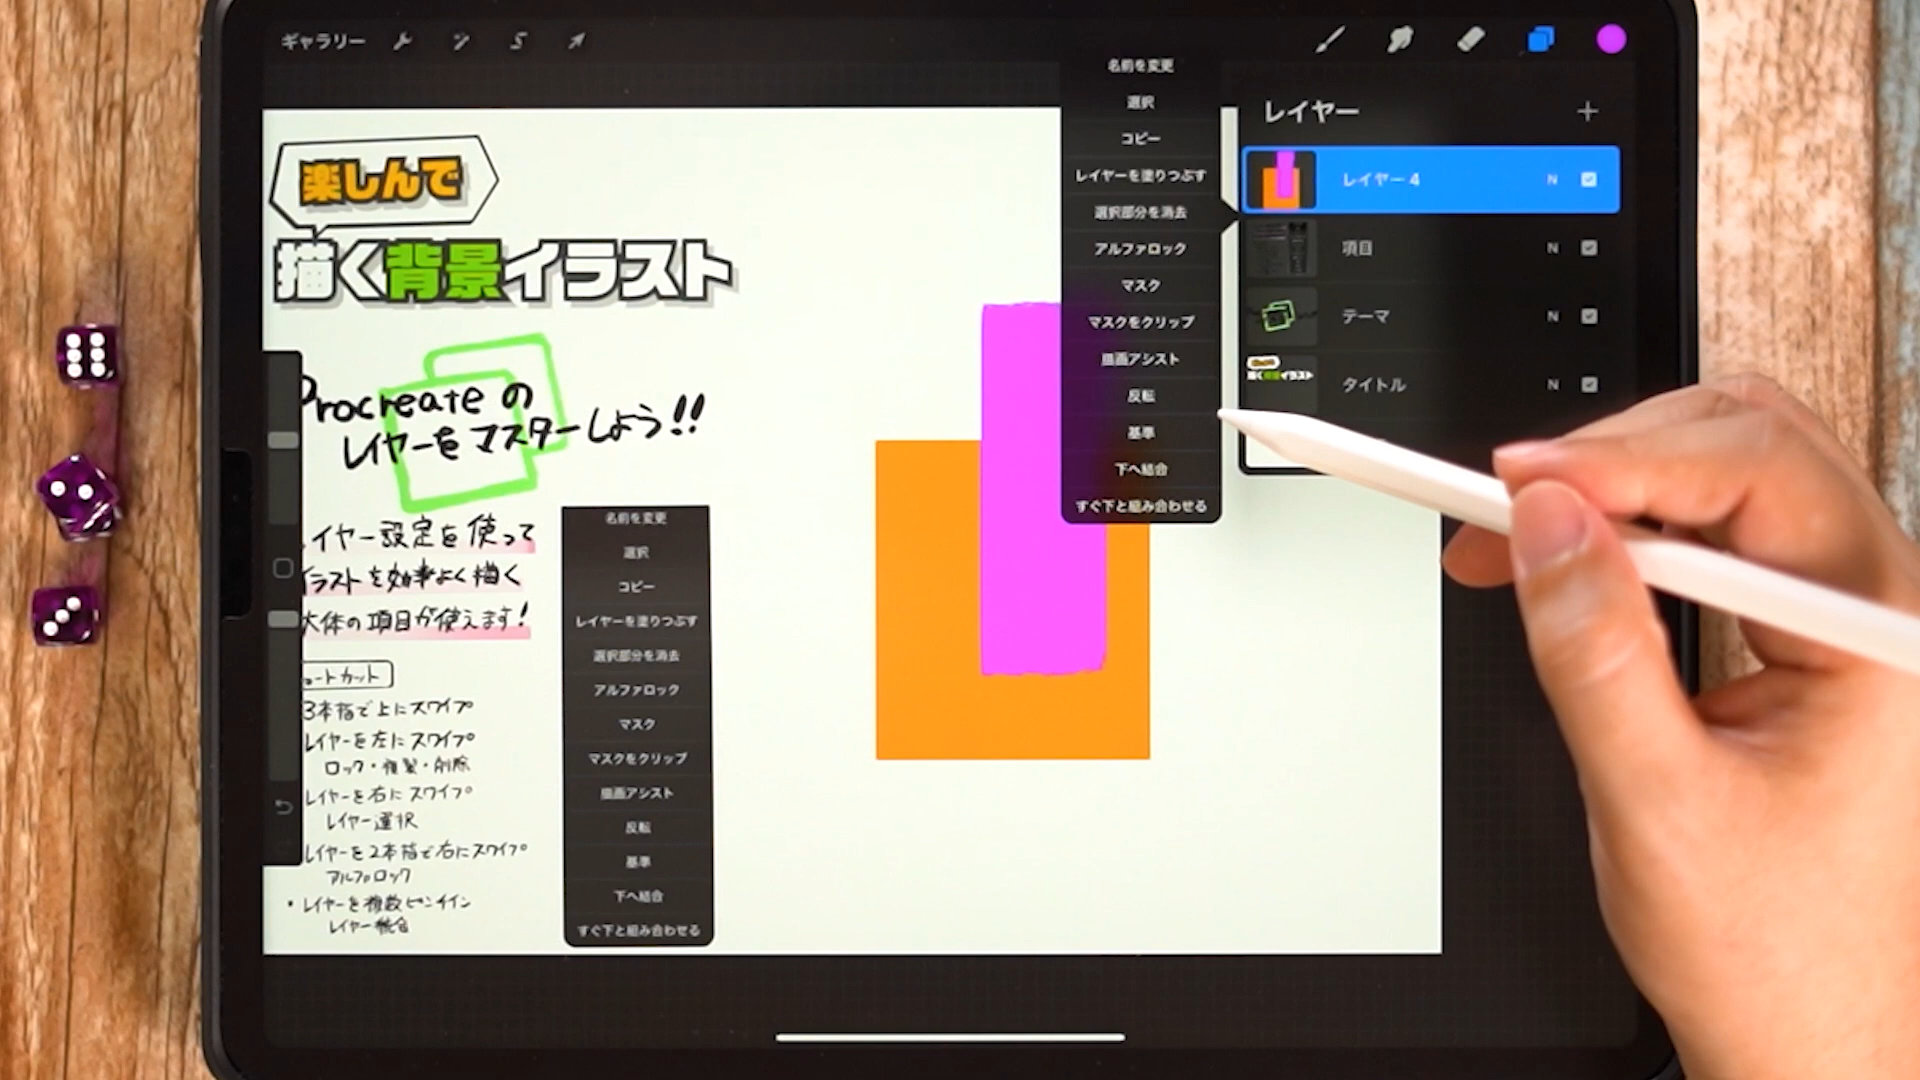 ギャラリー
楽しんで
描く背景イラスト
Procreateの
レイヤーをマスターしよう!!
イヤー設定を使って
イラストを効率よく描く
大体の項目が使えます!
ョートカット
3本指で上にスワイプ
レイヤーを左にスワイプ
ロック・複製・削除
レイヤーを右にスワイプ
レイヤー選択
レイヤーを2本指で右にスワイプ
アルファロック
・レイヤーを複数ピンチイン
レイヤー統合
名前を変更
選択
コピー
レイヤーを塗りつぶす
選択部分を消去
アルファロック
マスク
マスクをクリップ
描画アシスト
反転
基準
下へ結合
すぐ下と組み合わせる
名前を変更
選択
コピー
レイヤーを塗りつぶす
選択部分を消去
アルファロック
マスク
マスクをクリップ
描画アシスト
反転
基準
下へ結合
すぐ下と組み合わせる
レイヤー
レイヤー 4 N
項目 N
テーマ N
タイトル N